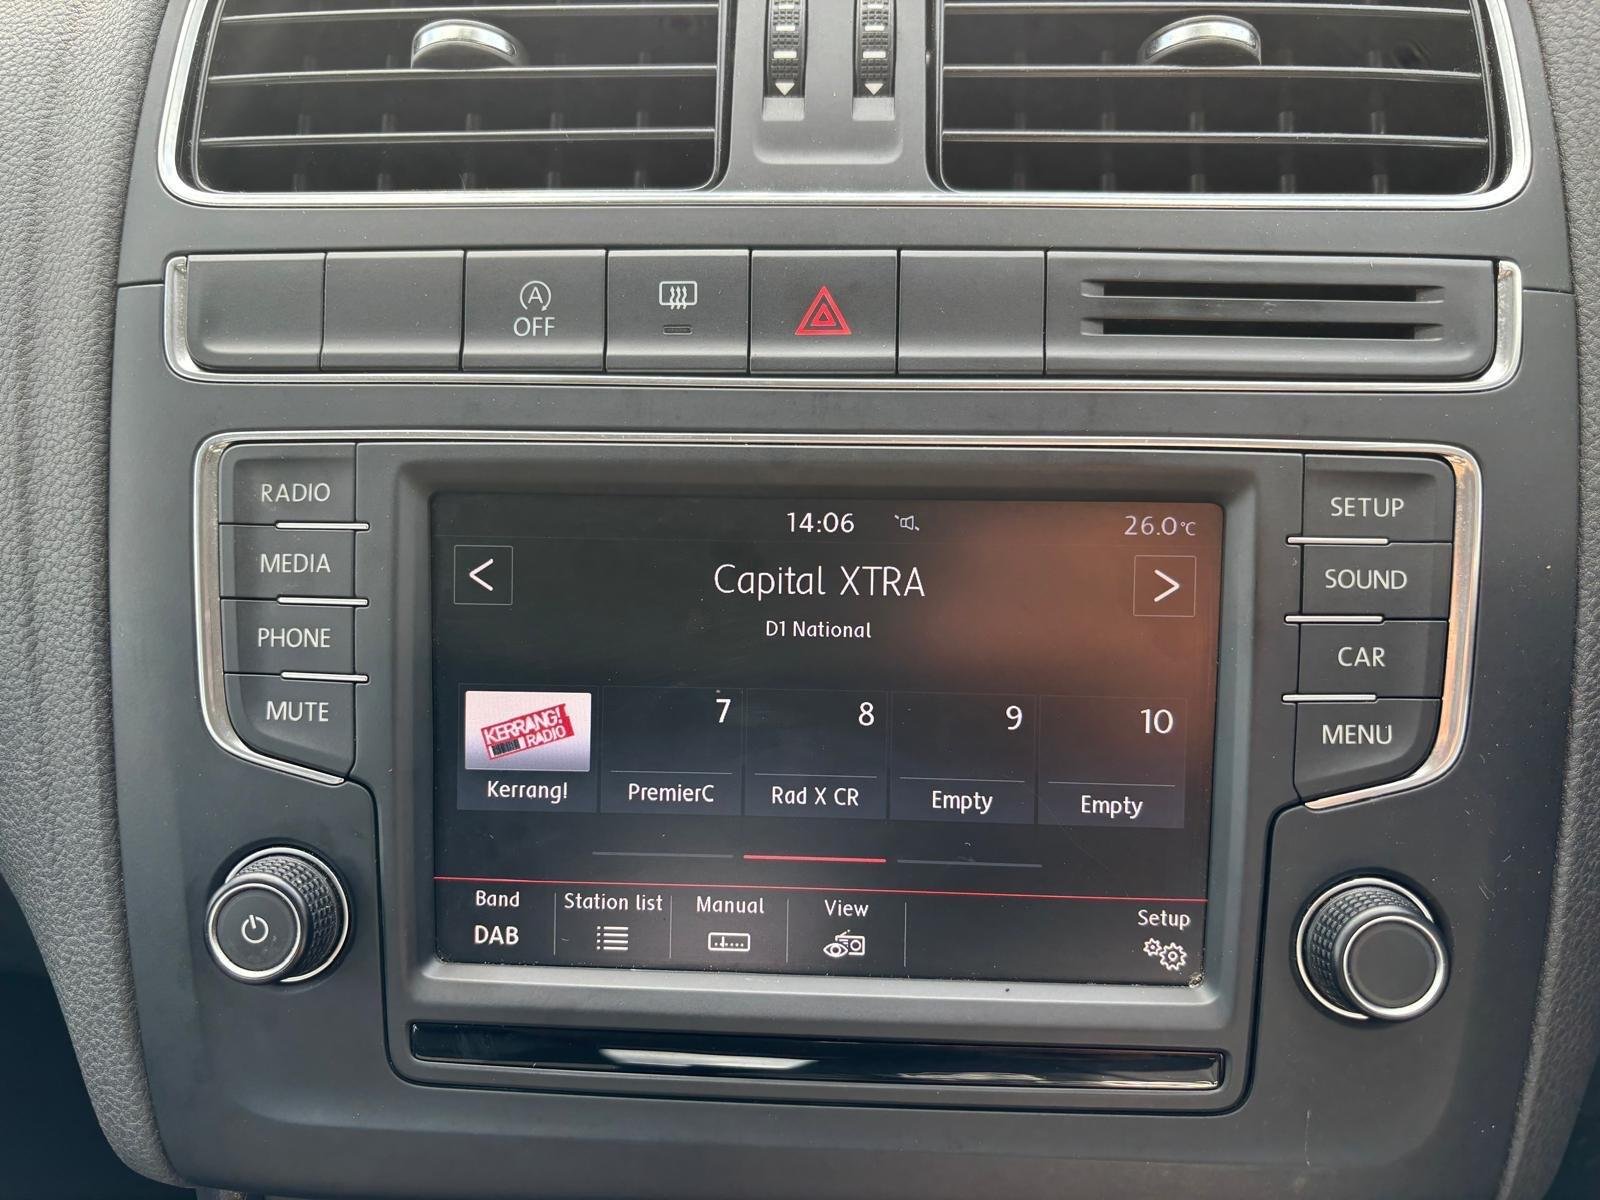 A
OFF
RADIO
MEDIA
PHONE
MUTE
14:06
26.0°C
<
Capital XTRA
>
D1 National
KERRANG!
RADIO
Kerrang!
7
PremierC
8
Rad X CR
9
Empty
10
Empty
Band
DAB
Station list
Manual
View
Setup
SETUP
SOUND
CAR
MENU